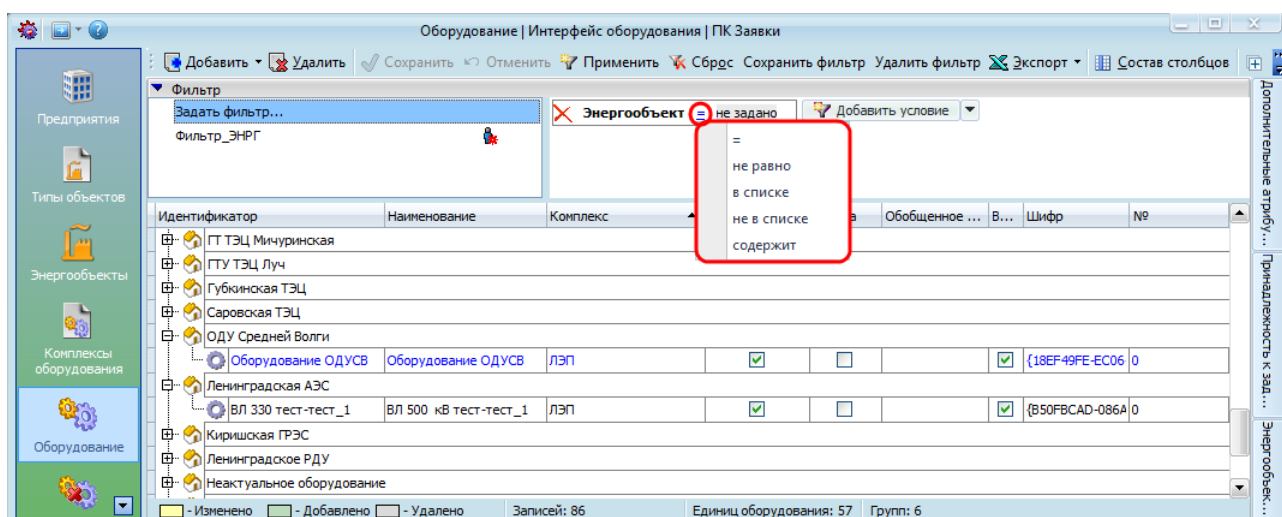 Оборудование | Интерфейс оборудования | ПК Заявки
Добавить Удалить Сохранить Отменить Применить Сброс Сохранить фильтр Удалить фильтр Экспорт Состав столбцов
Фильтр
Задать фильтр...
Фильтр_ЭНРГ
Энергообъект = не задано Добавить условие
=
не равно
в списке
не в списке
содержит
Предприятия
Типы объектов
Энергообъекты
Комплексы
оборудования
Оборудование
Идентификатор Наименование Комплекс Обобщенное ... В... Шифр №
ГТ ТЭЦ Мичуринская
ГТУ ТЭЦ Луч
Губкинская ТЭЦ
Саровская ТЭЦ
ОДУ Средней Волги
Оборудование ОДУСВ Оборудование ОДУСВ ЛЭП {18EF49FE-EC06 0
Ленинградская АЭС
ВЛ 330 тест-тест_1 ВЛ 500 кВ тест-тест_1 ЛЭП {B50FBCAD-086A 0
Киришская ГРЭС
Ленинградское РДУ
Неактуальное оборудование
- Изменено - Добавлено - Удалено Записей: 86 Единиц оборудования: 57 Групп: 6
Дополнительные атрибу...
Принадлежность к зад...
Энергообъек...